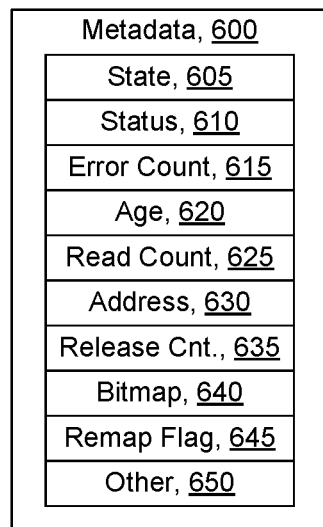 Metadata, 600
State, 605
Status, 610
Error Count, 615
Age, 620
Read Count, 625
Address, 630
Release Cnt., 635
Bitmap, 640
Remap Flag, 645
Other, 650